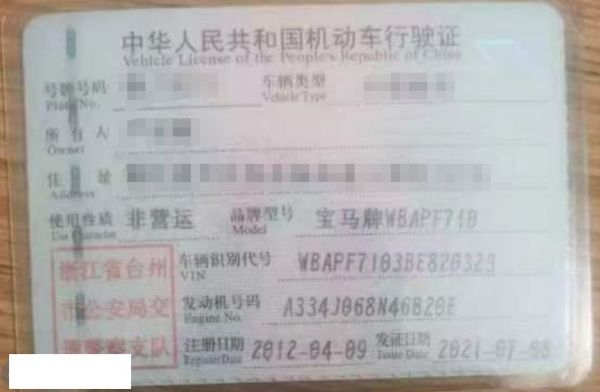 中华人民共和国机动车行驶证
Vehicle License of the People's Republic of China
号牌号码 车辆类型
Plate No. Vehicle Type
所有人
Owner
住址
Address
使用性质 非营运 品牌型号 宝马牌WBAPF710
Use Character Model
浙江省台州
市公安局交
通警察支队
车辆识别代号 WBAPF7103BE820323
VIN
发动机号码 A334J068N46B20E
Engine No.
注册日期 2012-04-09 发证日期
Register Date Issue Date